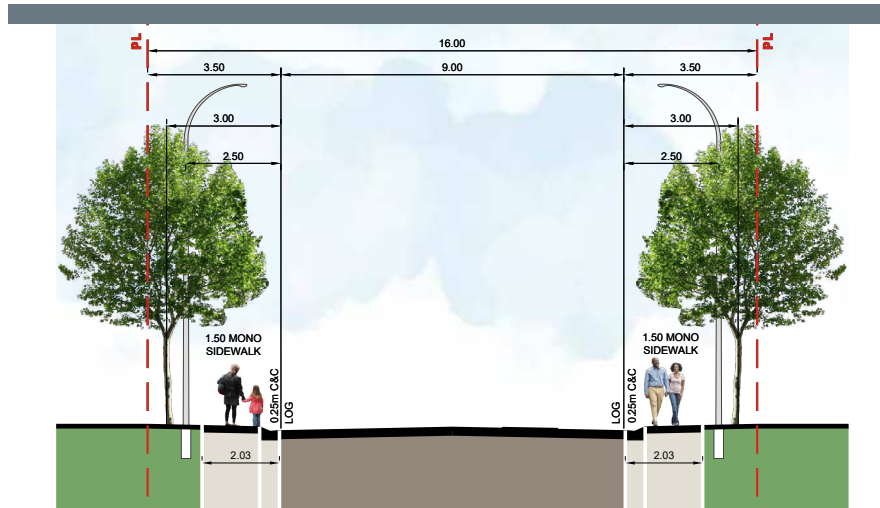 PL
PL
16.00
3.50
9.00
3.50
3.00
3.00
2.50
2.50
1.50 MONO
SIDEWALK
1.50 MONO
SIDEWALK
0.25m C&C
LOG
LOG
0.25m C&C
2.03
2.03